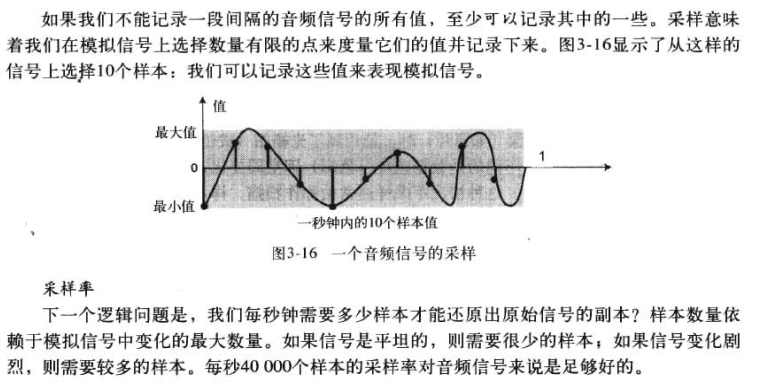 如果我们不能记录一段间隔的音频信号的所有值，至少可以记录其中的一些。采样意味
着我们在模拟信号上选择数量有限的点来度量它们的值并记录下来。图3-16显示了从这样的
信号上选择10个样本：我们可以记录这些值来表现模拟信号。
值
最大值
1
0
最小值
一秒钟内的10个样本值
图3-16 一个音频信号的采样
采样率
下一个逻辑问题是，我们每秒钟需要多少样本才能还原出原始信号的副本？样本数量依
赖于模拟信号中变化的最大数量。如果信号是平坦的，则需要很少的样本；如果信号变化剧
烈，则需要较多的样本。每秒40 000个样本的采样率对音频信号来说是足够好的。